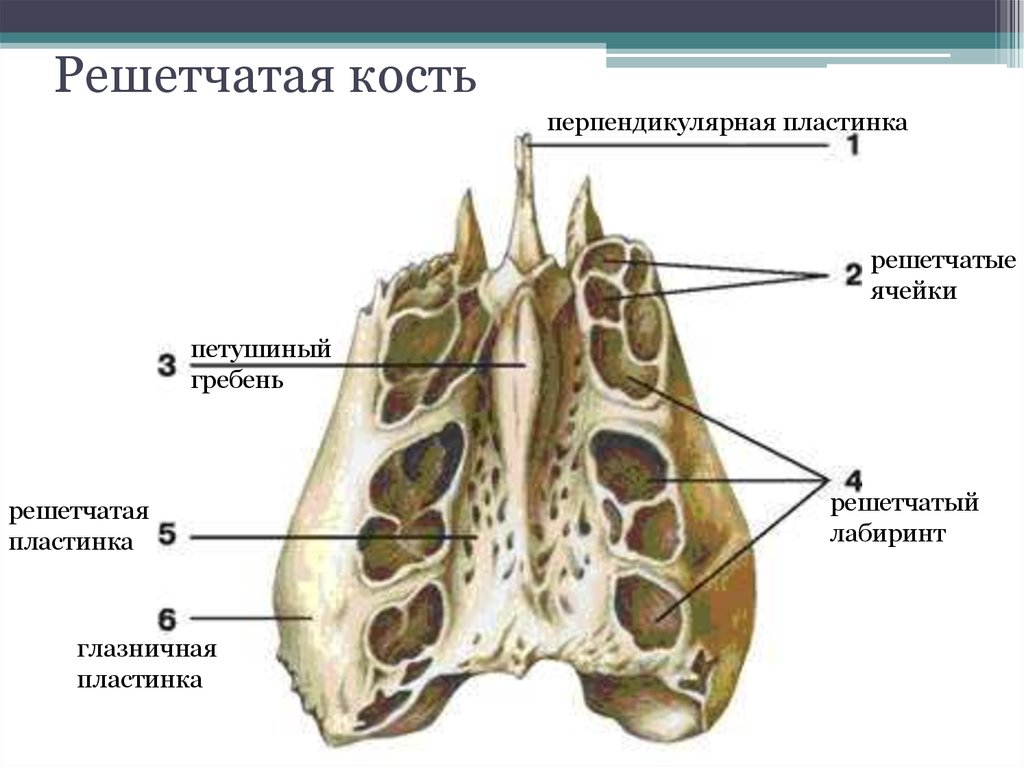 Решетчатая кость
перпендикулярная пластинка
1
2 решетчатые
ячейки
3 петушиный
гребень
4
решетчатый
лабиринт
решетчатая
пластинка 5
6
глазничная
пластинка